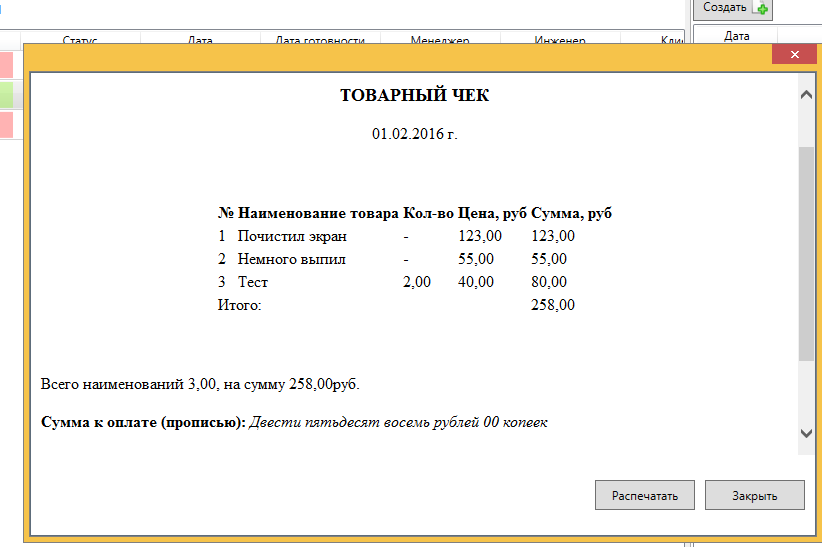 Создать
Статус Дата Дата готовности Менеджер Инженер Дата
ТОВАРНЫЙ ЧЕК
01.02.2016 г.
№ Наименование товара Кол-во Цена, руб Сумма, руб
1 Почистил экран - 123,00 123,00
2 Немного выпил - 55,00 55,00
3 Тест 2,00 40,00 80,00
Итого: 258,00
Всего наименований 3,00, на сумму 258,00руб.
Сумма к оплате (прописью): Двести пятьдесят восемь рублей 00 копеек
Распечатать Закрыть